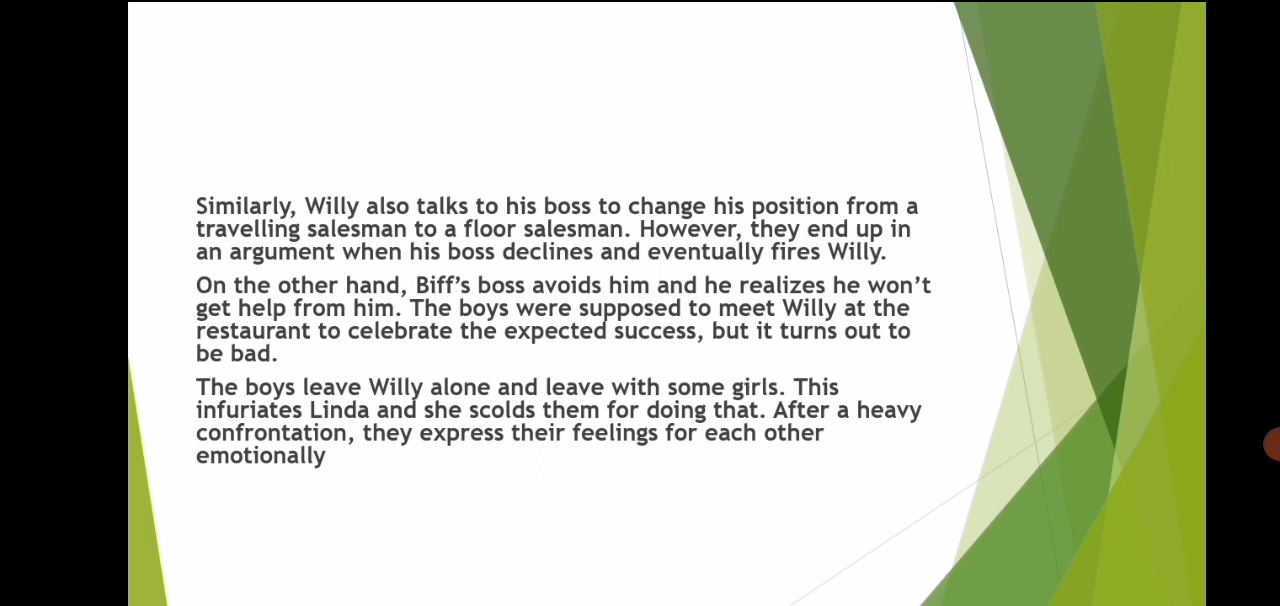 Similarly, Willy also talks to his boss to change his position from a
travelling salesman to a floor salesman. However, they end up in
an argument when his boss declines and eventually fires Willy.
On the other hand, Biff’s boss avoids him and he realizes he won’t
get help from him. The boys were supposed to meet Willy at the
restaurant to celebrate the expected success, but it turns out to
be bad.
The boys leave Willy alone and leave with some girls. This
infuriates Linda and she scolds them for doing that. After a heavy
confrontation, they express their feelings for each other
emotionally